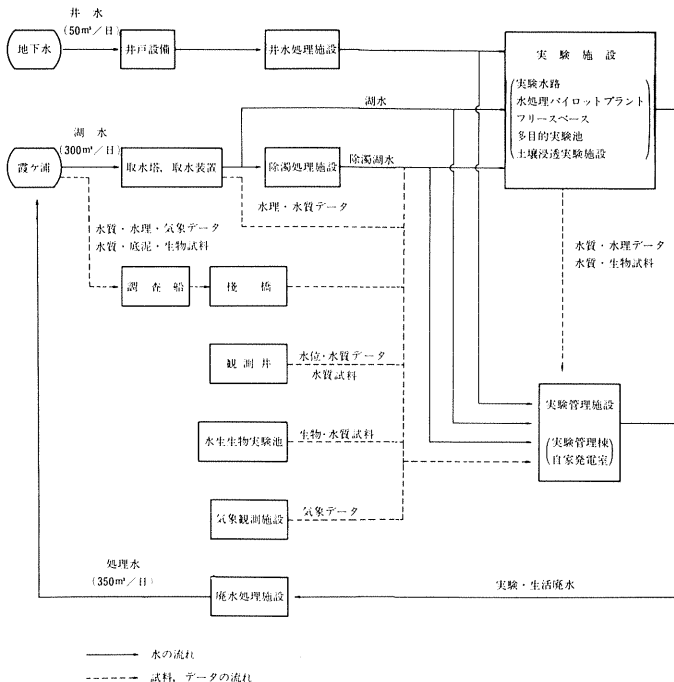 井水
(50m³/日)
地下水
井戸設備
井水処理施設
実験施設
実験水路
水処理パイロットプラント
フリースペース
多目的実験池
土壌浸透実験施設
湖水
湖水
(300m³/日)
霞ケ浦
取水塔，取水装置
除濁処理施設
除濁湖水
水理・水質データ
水質・水理・気象データ
水質・底泥・生物試料
水質・水理データ
水質・生物試料
調査船
桟橋
観測井
水位・水質データ
水質試料
実験管理施設
(実験管理棟
自家発電室)
水生生物実験池
生物・水質試料
気象観測施設
気象データ
処理水
(350m³/日)
廃水処理施設
実験・生活廃水
水の流れ
試料，データの流れ